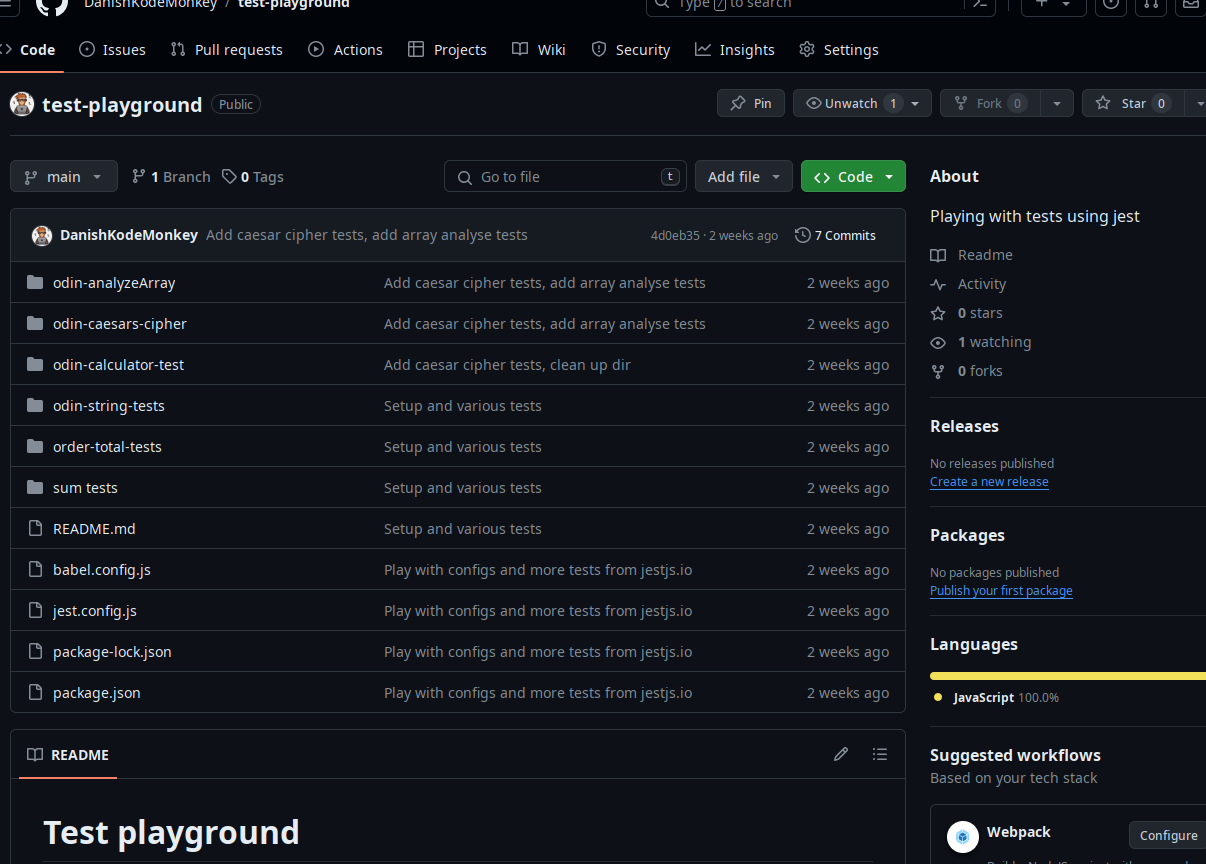 DanishKodeMonkey / test-playground
Type / to search
Code Issues Pull requests Actions Projects Wiki Security Insights Settings
test-playground Public Pin Unwatch 1 Fork 0 Star 0
main 1 Branch 0 Tags Go to file t Add file Code
DanishKodeMonkey Add caesar cipher tests, add array analyse tests 4d0eb35 · 2 weeks ago 7 Commits
odin-analyzeArray Add caesar cipher tests, add array analyse tests 2 weeks ago
odin-caesars-cipher Add caesar cipher tests, add array analyse tests 2 weeks ago
odin-calculator-test Add caesar cipher tests, clean up dir 2 weeks ago
odin-string-tests Setup and various tests 2 weeks ago
order-total-tests Setup and various tests 2 weeks ago
sum tests Setup and various tests 2 weeks ago
README.md Setup and various tests 2 weeks ago
babel.config.js Play with configs and more tests from jestjs.io 2 weeks ago
jest.config.js Play with configs and more tests from jestjs.io 2 weeks ago
package-lock.json Play with configs and more tests from jestjs.io 2 weeks ago
package.json Play with configs and more tests from jestjs.io 2 weeks ago
README
Test playground
About
Playing with tests using jest
Readme
Activity
0 stars
1 watching
0 forks
Releases
No releases published
Create a new release
Packages
No packages published
Publish your first package
Languages
JavaScript 100.0%
Suggested workflows
Based on your tech stack
Webpack Configure